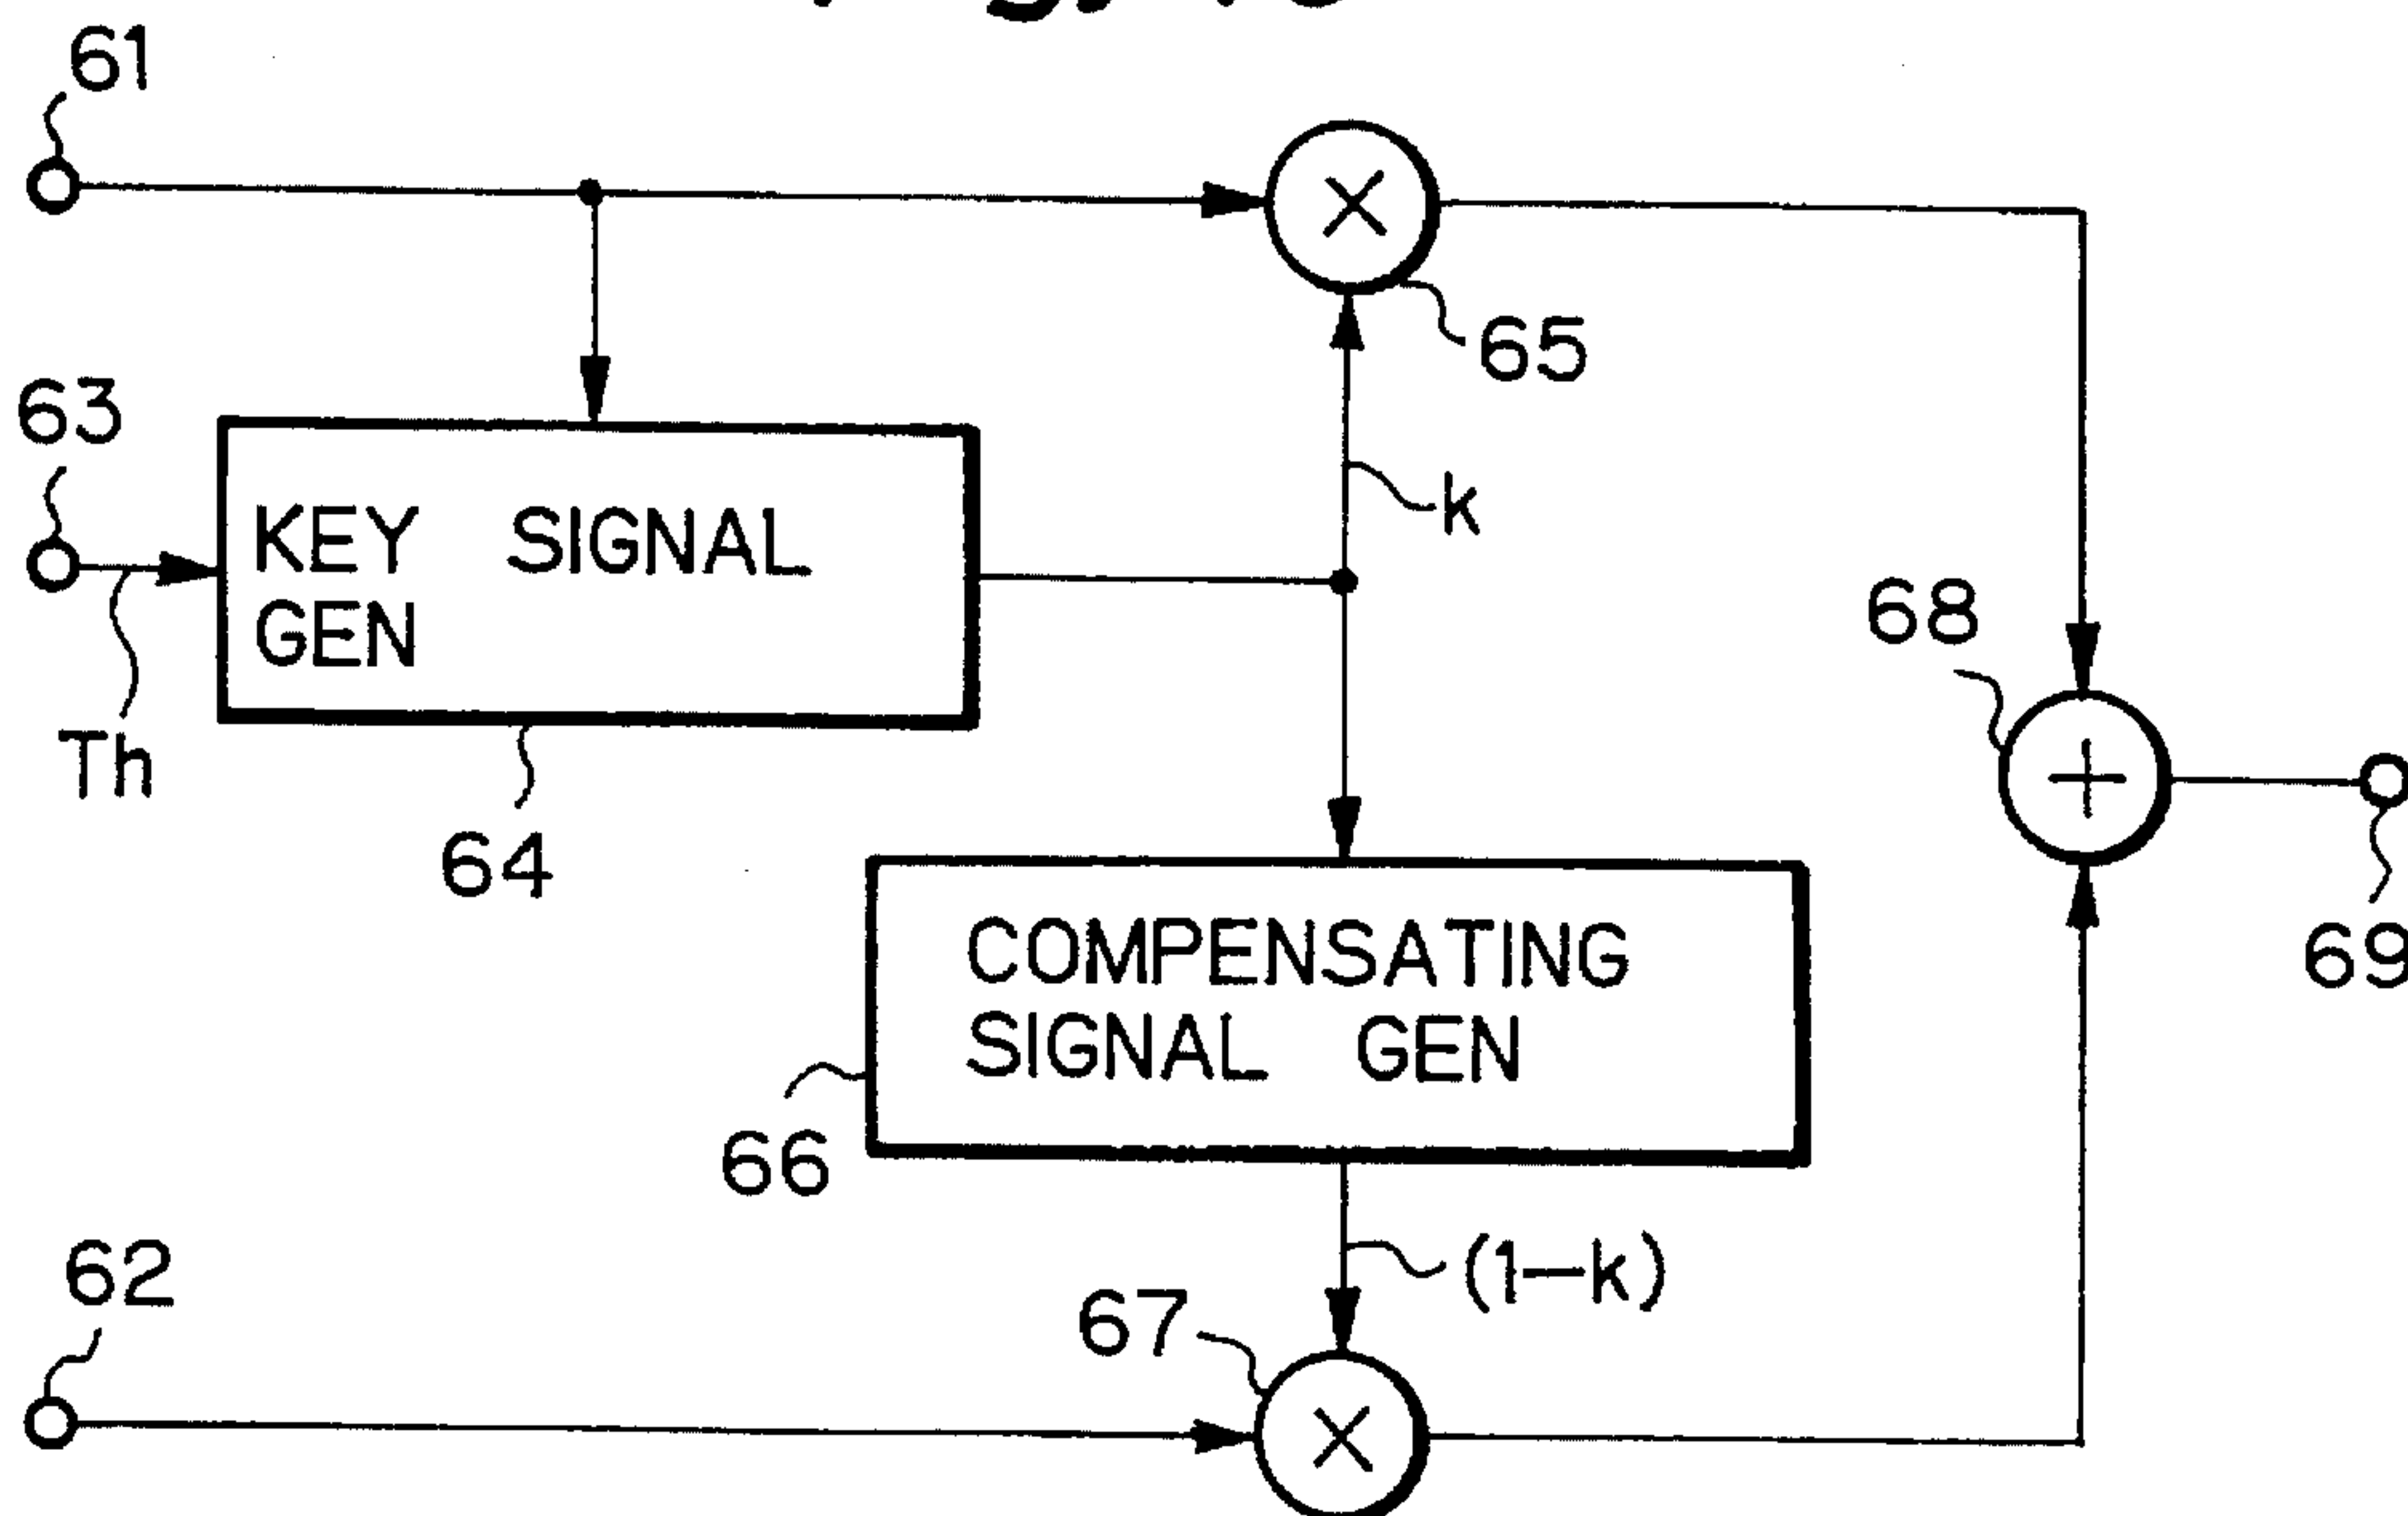 61
65
63
k
KEY SIGNAL
GEN
68
Th
64
COMPENSATING
SIGNAL GEN
69
66
62
(1-k)
67